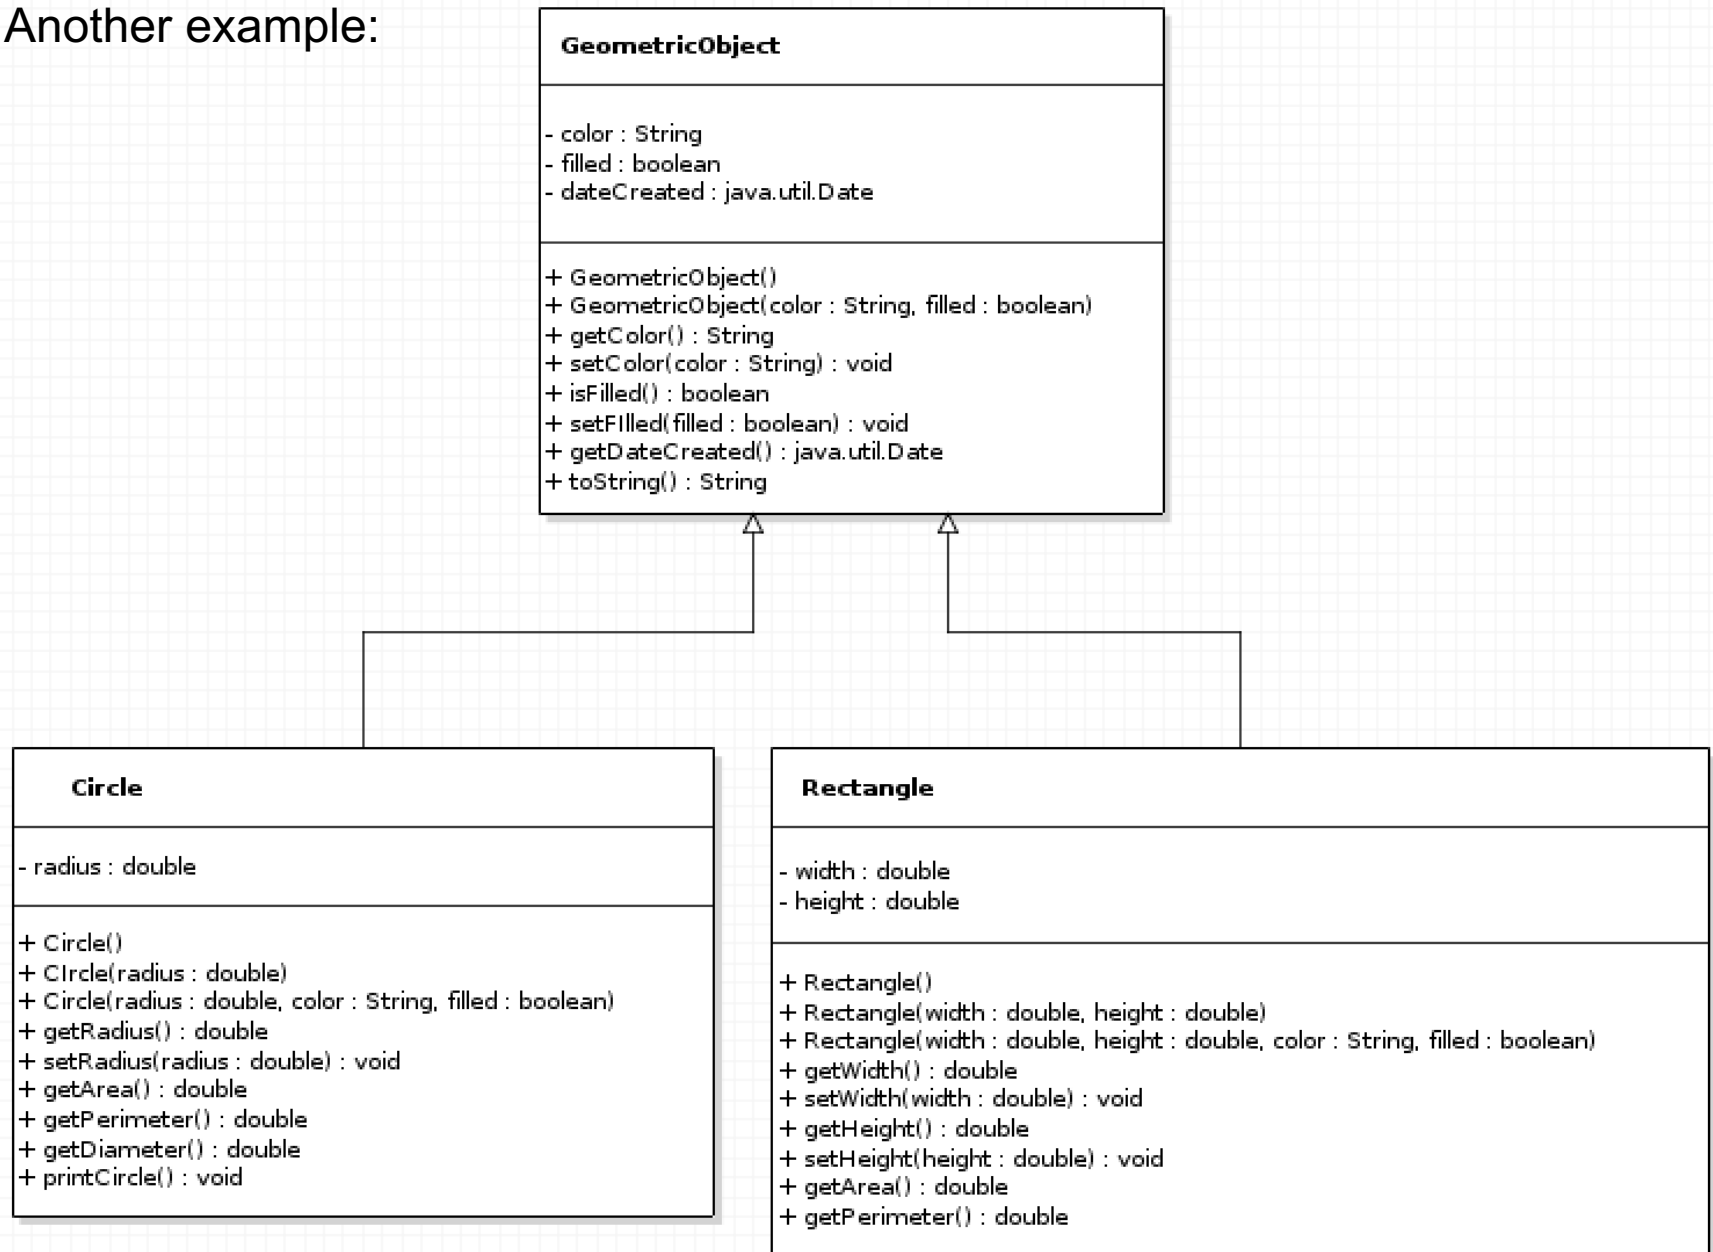 Another example:
GeometricObject
- color : String
- filled : boolean
- dateCreated : java.util.Date
+ GeometricObject()
+ GeometricObject(color : String, filled : boolean)
+ getColor() : String
+ setColor(color : String) : void
+ isFilled() : boolean
+ setFIlled(filled : boolean) : void
+ getDateCreated() : java.util.Date
+ toString() : String
Circle
- radius : double
+ Circle()
+ CIrcle(radius : double)
+ Circle(radius : double, color : String, filled : boolean)
+ getRadius() : double
+ setRadius(radius : double) : void
+ getArea() : double
+ getPerimeter() : double
+ getDiameter() : double
+ printCircle() : void
Rectangle
- width : double
- height : double
+ Rectangle()
+ Rectangle(width : double, height : double)
+ Rectangle(width : double, height : double, color : String, filled : boolean)
+ getWidth() : double
+ setWidth(width : double) : void
+ getHeight() : double
+ setHeight(height : double) : void
+ getArea() : double
+ getPerimeter() : double